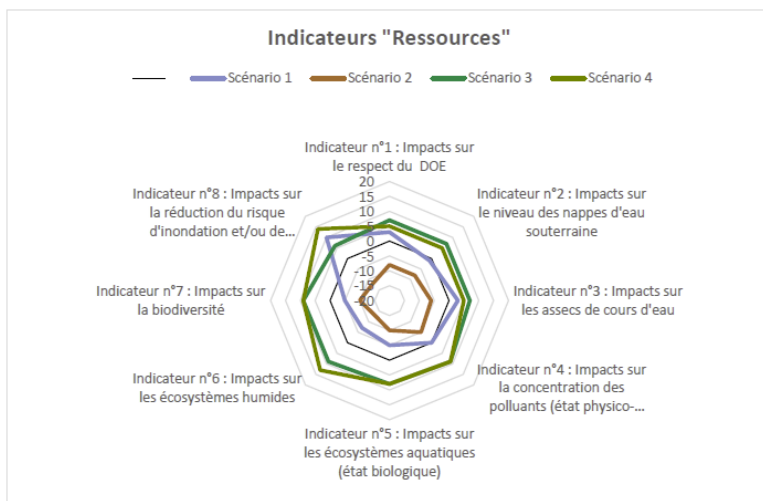 Indicateurs "Ressources"
Scénario 1
Scénario 2
Scénario 3
Scénario 4
Indicateur n°1 : Impacts sur
le respect du DOE
Indicateur n°2 : Impacts sur
le niveau des nappes d'eau
souterraine
Indicateur n°3 : Impacts sur
les assecs de cours d'eau
Indicateur n°4 : Impacts sur
la concentration des
polluants (état physico-...
Indicateur n°5 : Impacts sur
les écosystèmes aquatiques
(état biologique)
Indicateur n°6 : Impacts sur
les écosystèmes humides
Indicateur n°7 : Impacts sur
la biodiversité
Indicateur n°8 : Impacts sur
la réduction du risque
d'inondation et/ou de...
20
15
10
5
0
-5
-10
-15
-20